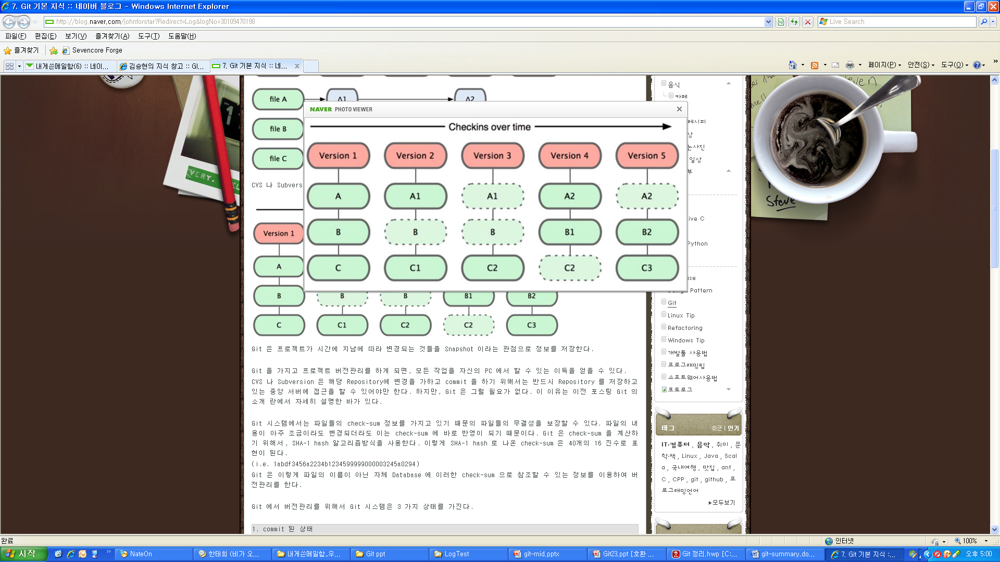 7. Git 기본 지식 :: 네이버 블로그 - Windows Internet Explorer
http://blog.naver.com/johnforstar?Redirect=Log&logNo=30109470198
Live Search
파일(F) 편집(E) 보기(V) 즐겨찾기(A) 도구(T) 도움말(H)
즐겨찾기 Sevencore Forge
내게쓴메일함(6) :: 네이... 김승현의 지식 창고 :: GI... 7. Git 기본 지식 :: 네... 페이지(P) 안전(S) 도구(O)
file A A1 A2
file B
file C
CVS 나 Subvers
Version 1
A
B B B B1 B2
C C1 C2 C2 C3
NAVER PHOTO VIEWER
Checkins over time
Version 1 Version 2 Version 3 Version 4 Version 5
A A1 A1 A2 A2
B B B B1 B2
C C1 C2 C2 C3
Git 은 프로젝트가 시간에 지남에 따라 변경되는 것들을 Snapshot 이라는 관점으로 정보를 저장한다.
Git 을 가지고 프로젝트 버전관리를 하게 되면, 모든 작업을 자신의 PC 에서 할 수 있는 이득을 얻을 수 있다.
CVS 나 Subversion 은 해당 Repository에 변경을 가하고 commit 을 하기 위해서는 반드시 Repository 를 저장하고
있는 중앙 서버에 접근을 할 수 있어야만 한다. 하지만, Git 은 그럴 필요가 없다. 이 이유는 이전 포스팅 Git 의
소개 란에서 자세히 설명한 바가 있다.
Git 시스템에서는 파일들의 check-sum 정보를 가지고 있기 때문의 파일들의 무결성을 보장할 수 있다. 파일의 내
용이 아주 조금이라도 변경되더라도 이는 check-sum 에 바로 반영이 되기 때문이다. Git 은 check-sum 을 계산하
기 위해서, SHA-1 hash 알고리즘방식을 사용한다. 이렇게 SHA-1 hash 로 나온 check-sum 은 40개의 16 진수로 표
현이 된다.
(i.e. 1abdf3456a2234b1234599999000003245a0294)
Git 은 이렇게 파일의 이름이 아닌 자체 Database 에 이러한 check-sum 으로 참조할 수 있는 정보를 이용하여 버
전관리를 한다.
Git 에서 버전관리를 위해서 Git 시스템은 3 가지 상태를 가진다.
1. commit 된 상태
음식
카페
레시피
상
는사진
일상
부
ive C
Python
se
Pattern
Git
Linux Tip
Refactoring
Windows Tip
개발툴 사용법
프로그래밍팁
소프트웨어사용법
포토로그
태그 최근 | 인기
IT·컴퓨터 , 음악 , 취미 , 문
학·책 , Linux , Java , Scal
a , 국내여행 , 맛집 , ant ,
C , CPP , git , github , 프
로그래밍언어
▶모두보기
VERY.
Steve
완료 인터넷 100%
시작 NateOn 한태희 (비가 오... 내게쓴메일함_우... Git ppt LogTest git-mid.pptx Git23.ppt [호환 ... Git 정리.hwp [C:... git-summary.do... 7. Git 기본 지식 :... 오후 5:00